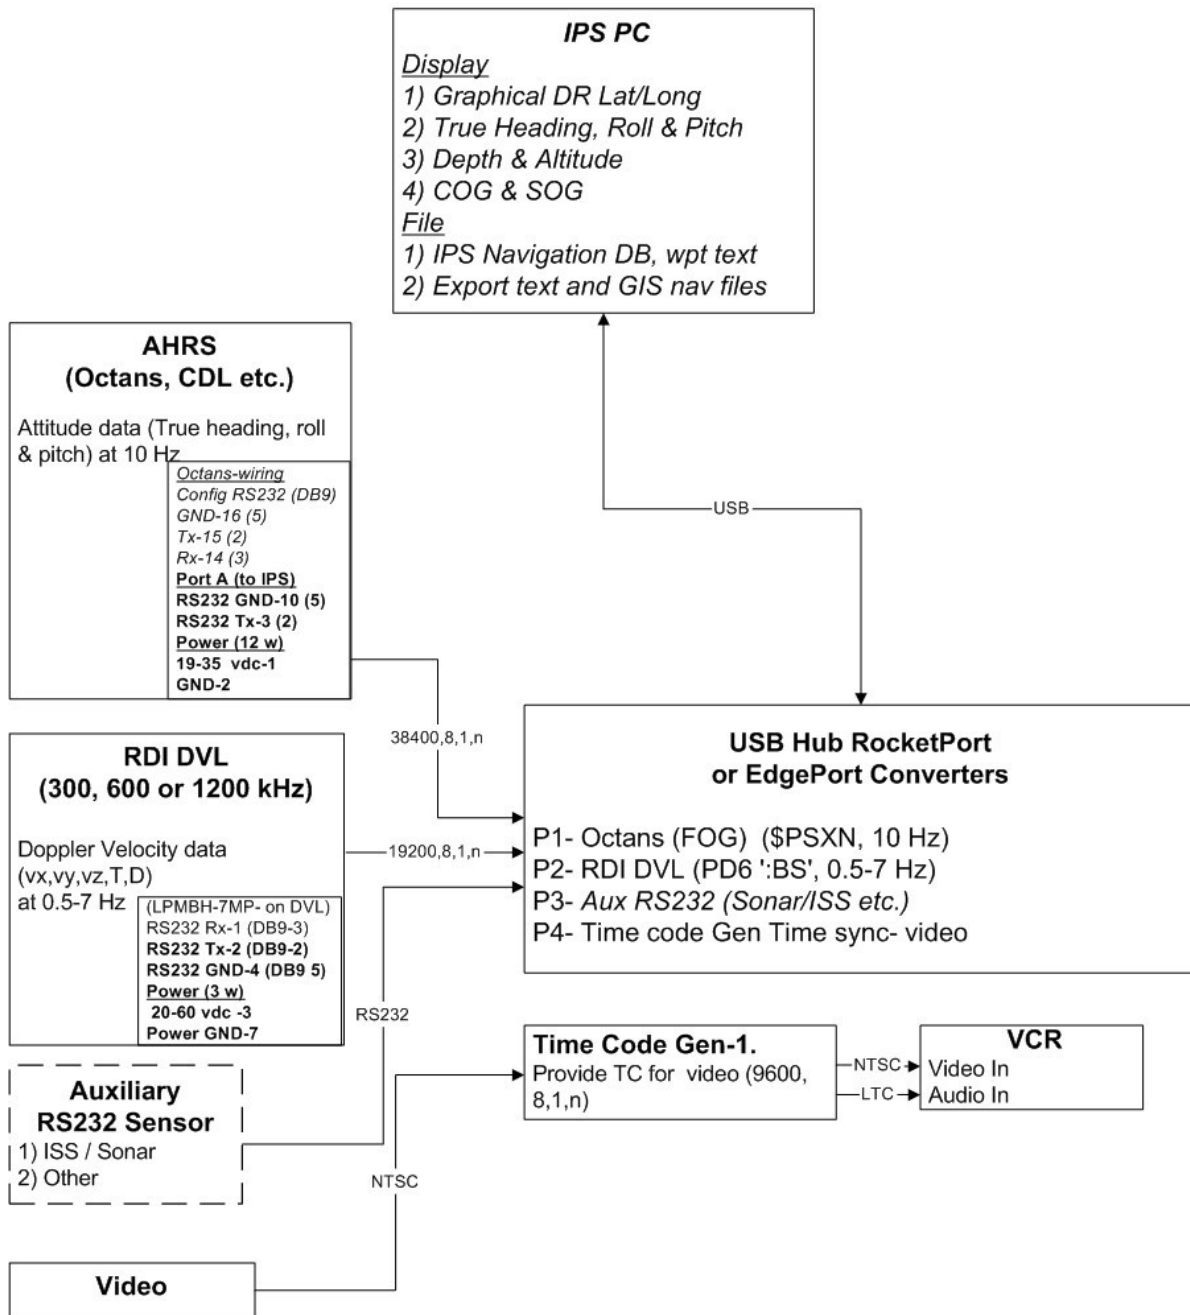 IPS PC
Display
1) Graphical DR Lat/Long
2) True Heading, Roll & Pitch
3) Depth & Altitude
4) COG & SOG
File
1) IPS Navigation DB, wpt text
2) Export text and GIS nav files
AHRS
(Octans, CDL etc.)
Attitude data (True heading, roll
& pitch) at 10 Hz
Octans-wiring
Config RS232 (DB9)
GND-16 (5)
Tx-15 (2)
Rx-14 (3)
Port A (to IPS)
RS232 GND-10 (5)
RS232 Tx-3 (2)
Power (12 w)
19-35 vdc-1
GND-2
USB
38400,8,1,n
RDI DVL
(300, 600 or 1200 kHz)
Doppler Velocity data
(vx,vy,vz,T,D)
at 0.5-7 Hz
(LPMBH-7MP- on DVL)
RS232 Rx-1 (DB9-3)
RS232 Tx-2 (DB9-2)
RS232 GND-4 (DB9 5)
Power (3 w)
20-60 vdc -3
Power GND-7
19200,8,1,n
USB Hub RocketPort
or EdgePort Converters
P1- Octans (FOG) ($PSXN, 10 Hz)
P2- RDI DVL (PD6 ':BS', 0.5-7 Hz)
P3- Aux RS232 (Sonar/ISS etc.)
P4- Time code Gen Time sync- video
RS232
Auxiliary
RS232 Sensor
1) ISS / Sonar
2) Other
NTSC
Time Code Gen-1.
Provide TC for video (9600,
8,1,n)
NTSC
LTC
VCR
Video In
Audio In
Video